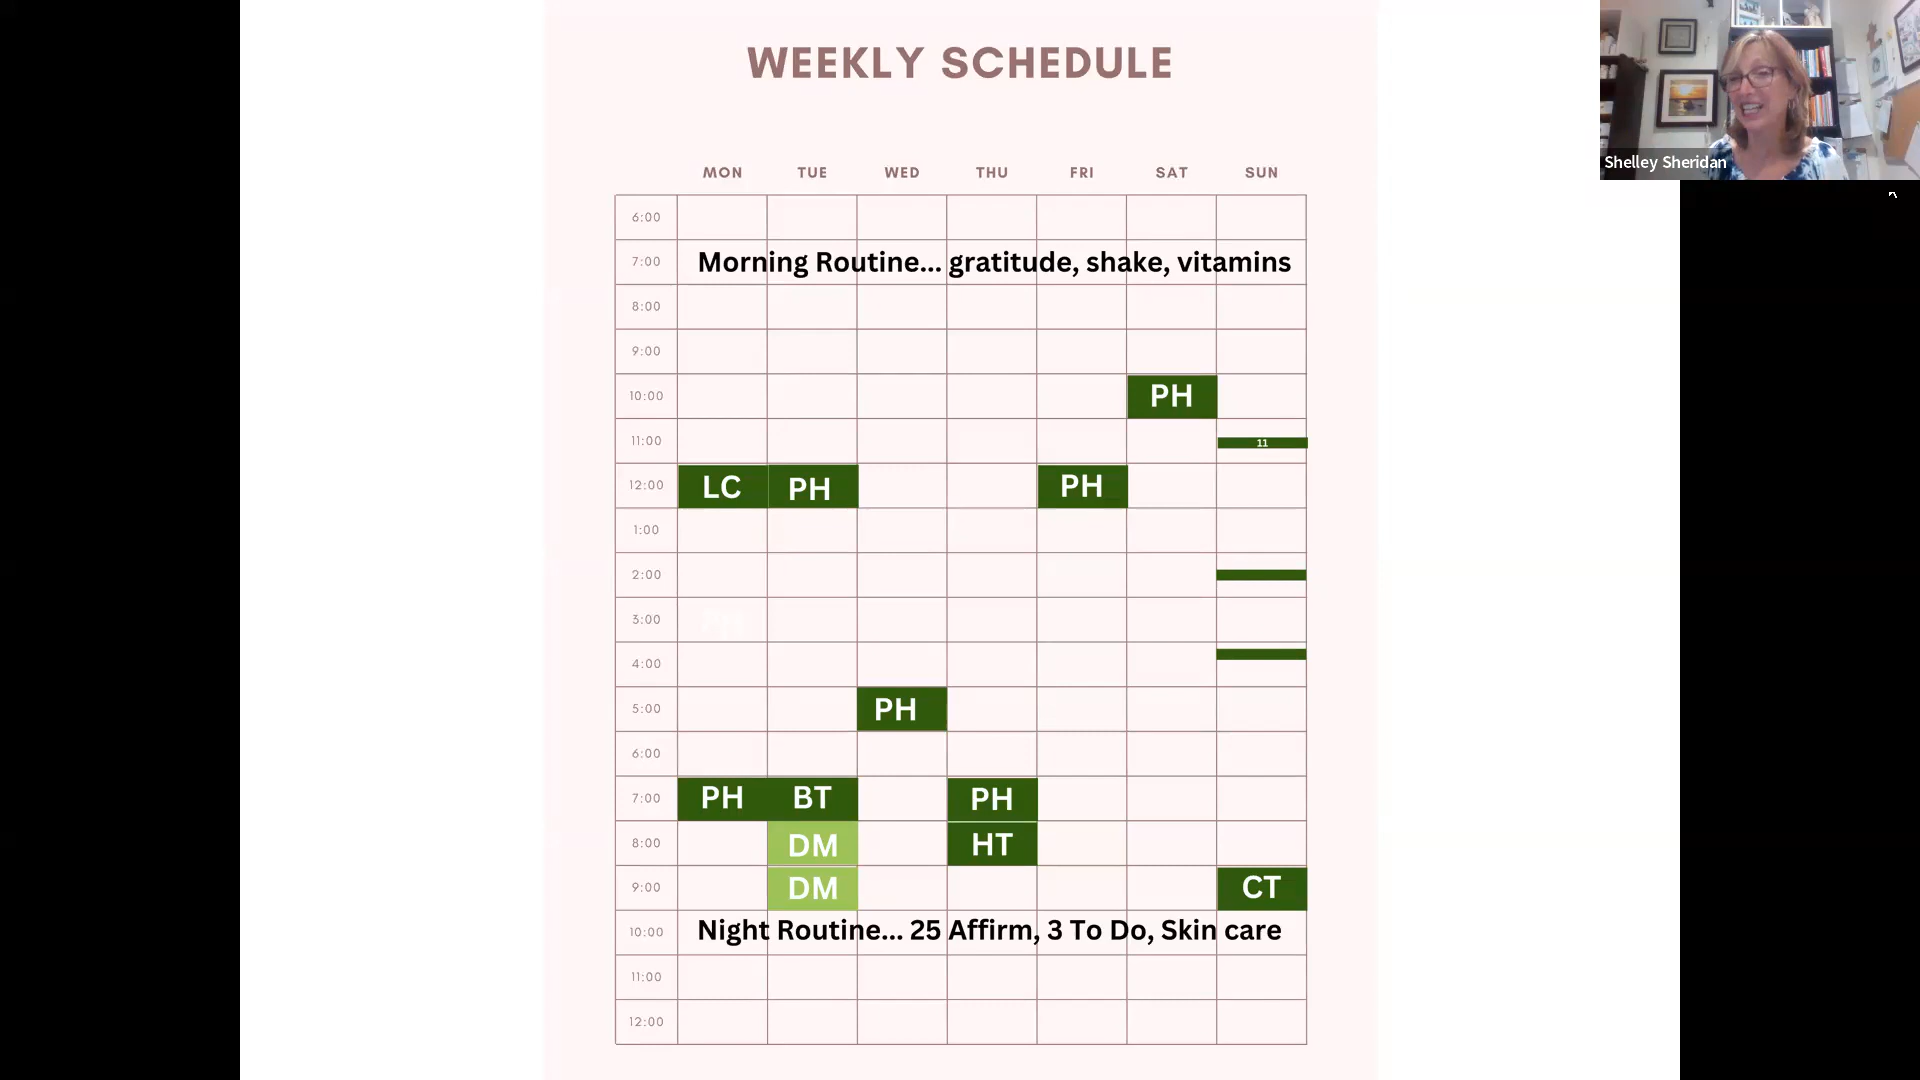 WEEKLY SCHEDULE
Shelley Sheridan
MON TUE WED THU FRI SAT SUN
6:00
7:00 Morning Routine... gratitude, shake, vitamins
8:00
9:00
10:00 PH
11:00 11
12:00 LC PH PH
1:00
2:00
3:00
4:00
5:00 PH
6:00
7:00 PH BT PH
8:00 DM HT
9:00 DM CT
10:00 Night Routine... 25 Affirm, 3 To Do, Skin care
11:00
12:00